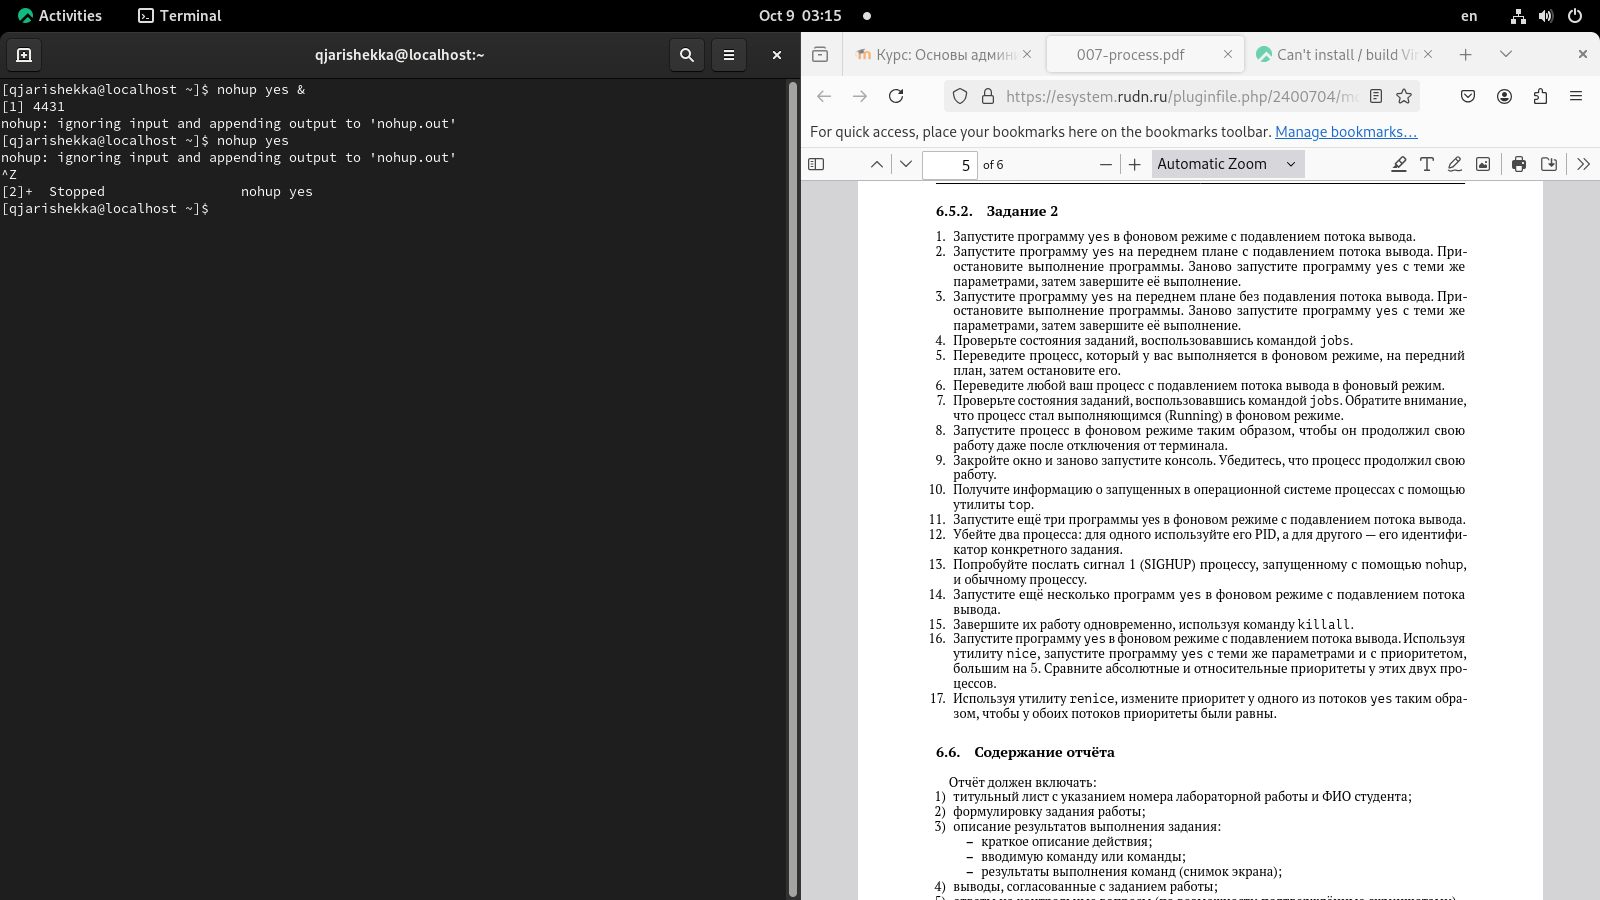 Activities
Terminal
Oct 9 03:15
en
qjarishekka@localhost:~
[qjarishekka@localhost ~]$ nohup yes &
[1] 4431
nohup: ignoring input and appending output to 'nohup.out'
[qjarishekka@localhost ~]$ nohup yes
nohup: ignoring input and appending output to 'nohup.out'
^Z
[2]+  Stopped                 nohup yes
[qjarishekka@localhost ~]$
Курс: Основы админи
007-process.pdf
Can't install / build Vir
https://esystem.rudn.ru/pluginfile.php/2400704/mo
For quick access, place your bookmarks here on the bookmarks toolbar. Manage bookmarks…
5 of 6
Automatic Zoom
6.5.2. Задание 2
1. Запустите программу yes в фоновом режиме с подавлением потока вывода.
2. Запустите программу yes на переднем плане с подавлением потока вывода. При-
остановите выполнение программы. Заново запустите программу yes с теми же
параметрами, затем завершите её выполнение.
3. Запустите программу yes на переднем плане без подавления потока вывода. При-
остановите выполнение программы. Заново запустите программу yes с теми же
параметрами, затем завершите её выполнение.
4. Проверьте состояния заданий, воспользовавшись командой jobs.
5. Переведите процесс, который у вас выполняется в фоновом режиме, на передний
план, затем остановите его.
6. Переведите любой ваш процесс с подавлением потока вывода в фоновый режим.
7. Проверьте состояния заданий, воспользовавшись командой jobs. Обратите внимание,
что процесс стал выполняющимся (Running) в фоновом режиме.
8. Запустите процесс в фоновом режиме таким образом, чтобы он продолжил свою
работу даже после отключения от терминала.
9. Закройте окно и заново запустите консоль. Убедитесь, что процесс продолжил свою
работу.
10. Получите информацию о запущенных в операционной системе процессах с помощью
утилиты top.
11. Запустите ещё три программы yes в фоновом режиме с подавлением потока вывода.
12. Убейте два процесса: для одного используйте его PID, а для другого — его идентифи-
катор конкретного задания.
13. Попробуйте послать сигнал 1 (SIGHUP) процессу, запущенному с помощью nohup,
и обычному процессу.
14. Запустите ещё несколько программ yes в фоновом режиме с подавлением потока
вывода.
15. Завершите их работу одновременно, используя команду killall.
16. Запустите программу yes в фоновом режиме с подавлением потока вывода. Используя
утилиту nice, запустите программу yes с теми же параметрами и с приоритетом,
большим на 5. Сравните абсолютные и относительные приоритеты у этих двух про-
цессов.
17. Используя утилиту renice, измените приоритет у одного из потоков yes таким обра-
зом, чтобы у обоих потоков приоритеты были равны.
6.6. Содержание отчёта
Отчёт должен включать:
1) титульный лист с указанием номера лабораторной работы и ФИО студента;
2) формулировку задания работы;
3) описание результатов выполнения задания:
– краткое описание действия;
– вводимую команду или команды;
– результаты выполнения команд (снимок экрана);
4) выводы, согласованные с заданием работы;